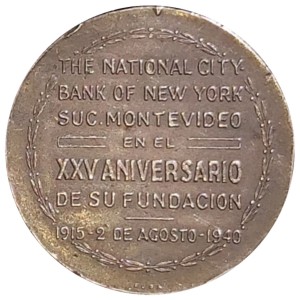 THE NATIONAL CITY
BANK OF NEW YORK
SUC. MONTEVIDEO
EN EL
XXV ANIVERSARIO
DE SU FUNDACION
1915-2 DE AGOSTO-1940